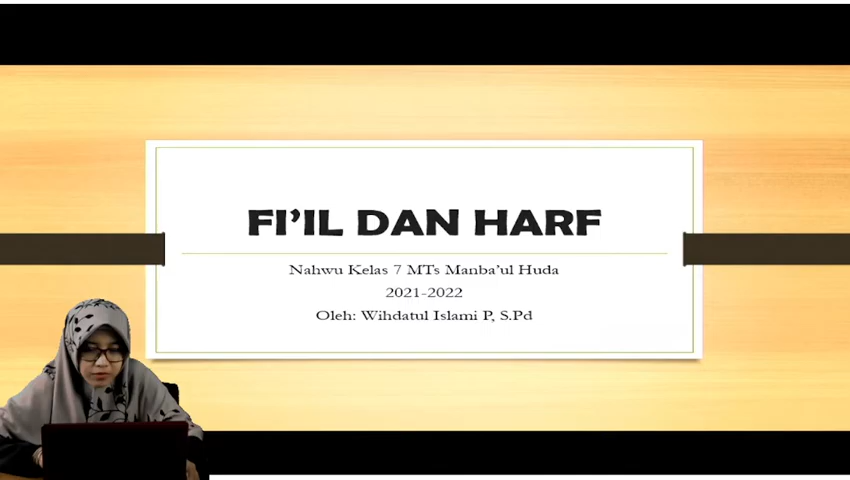 FI'IL DAN HARF
Nahwu Kelas 7 MTs Manba'ul Huda
2021-2022
Oleh: Wihdatul Islami P, S.Pd